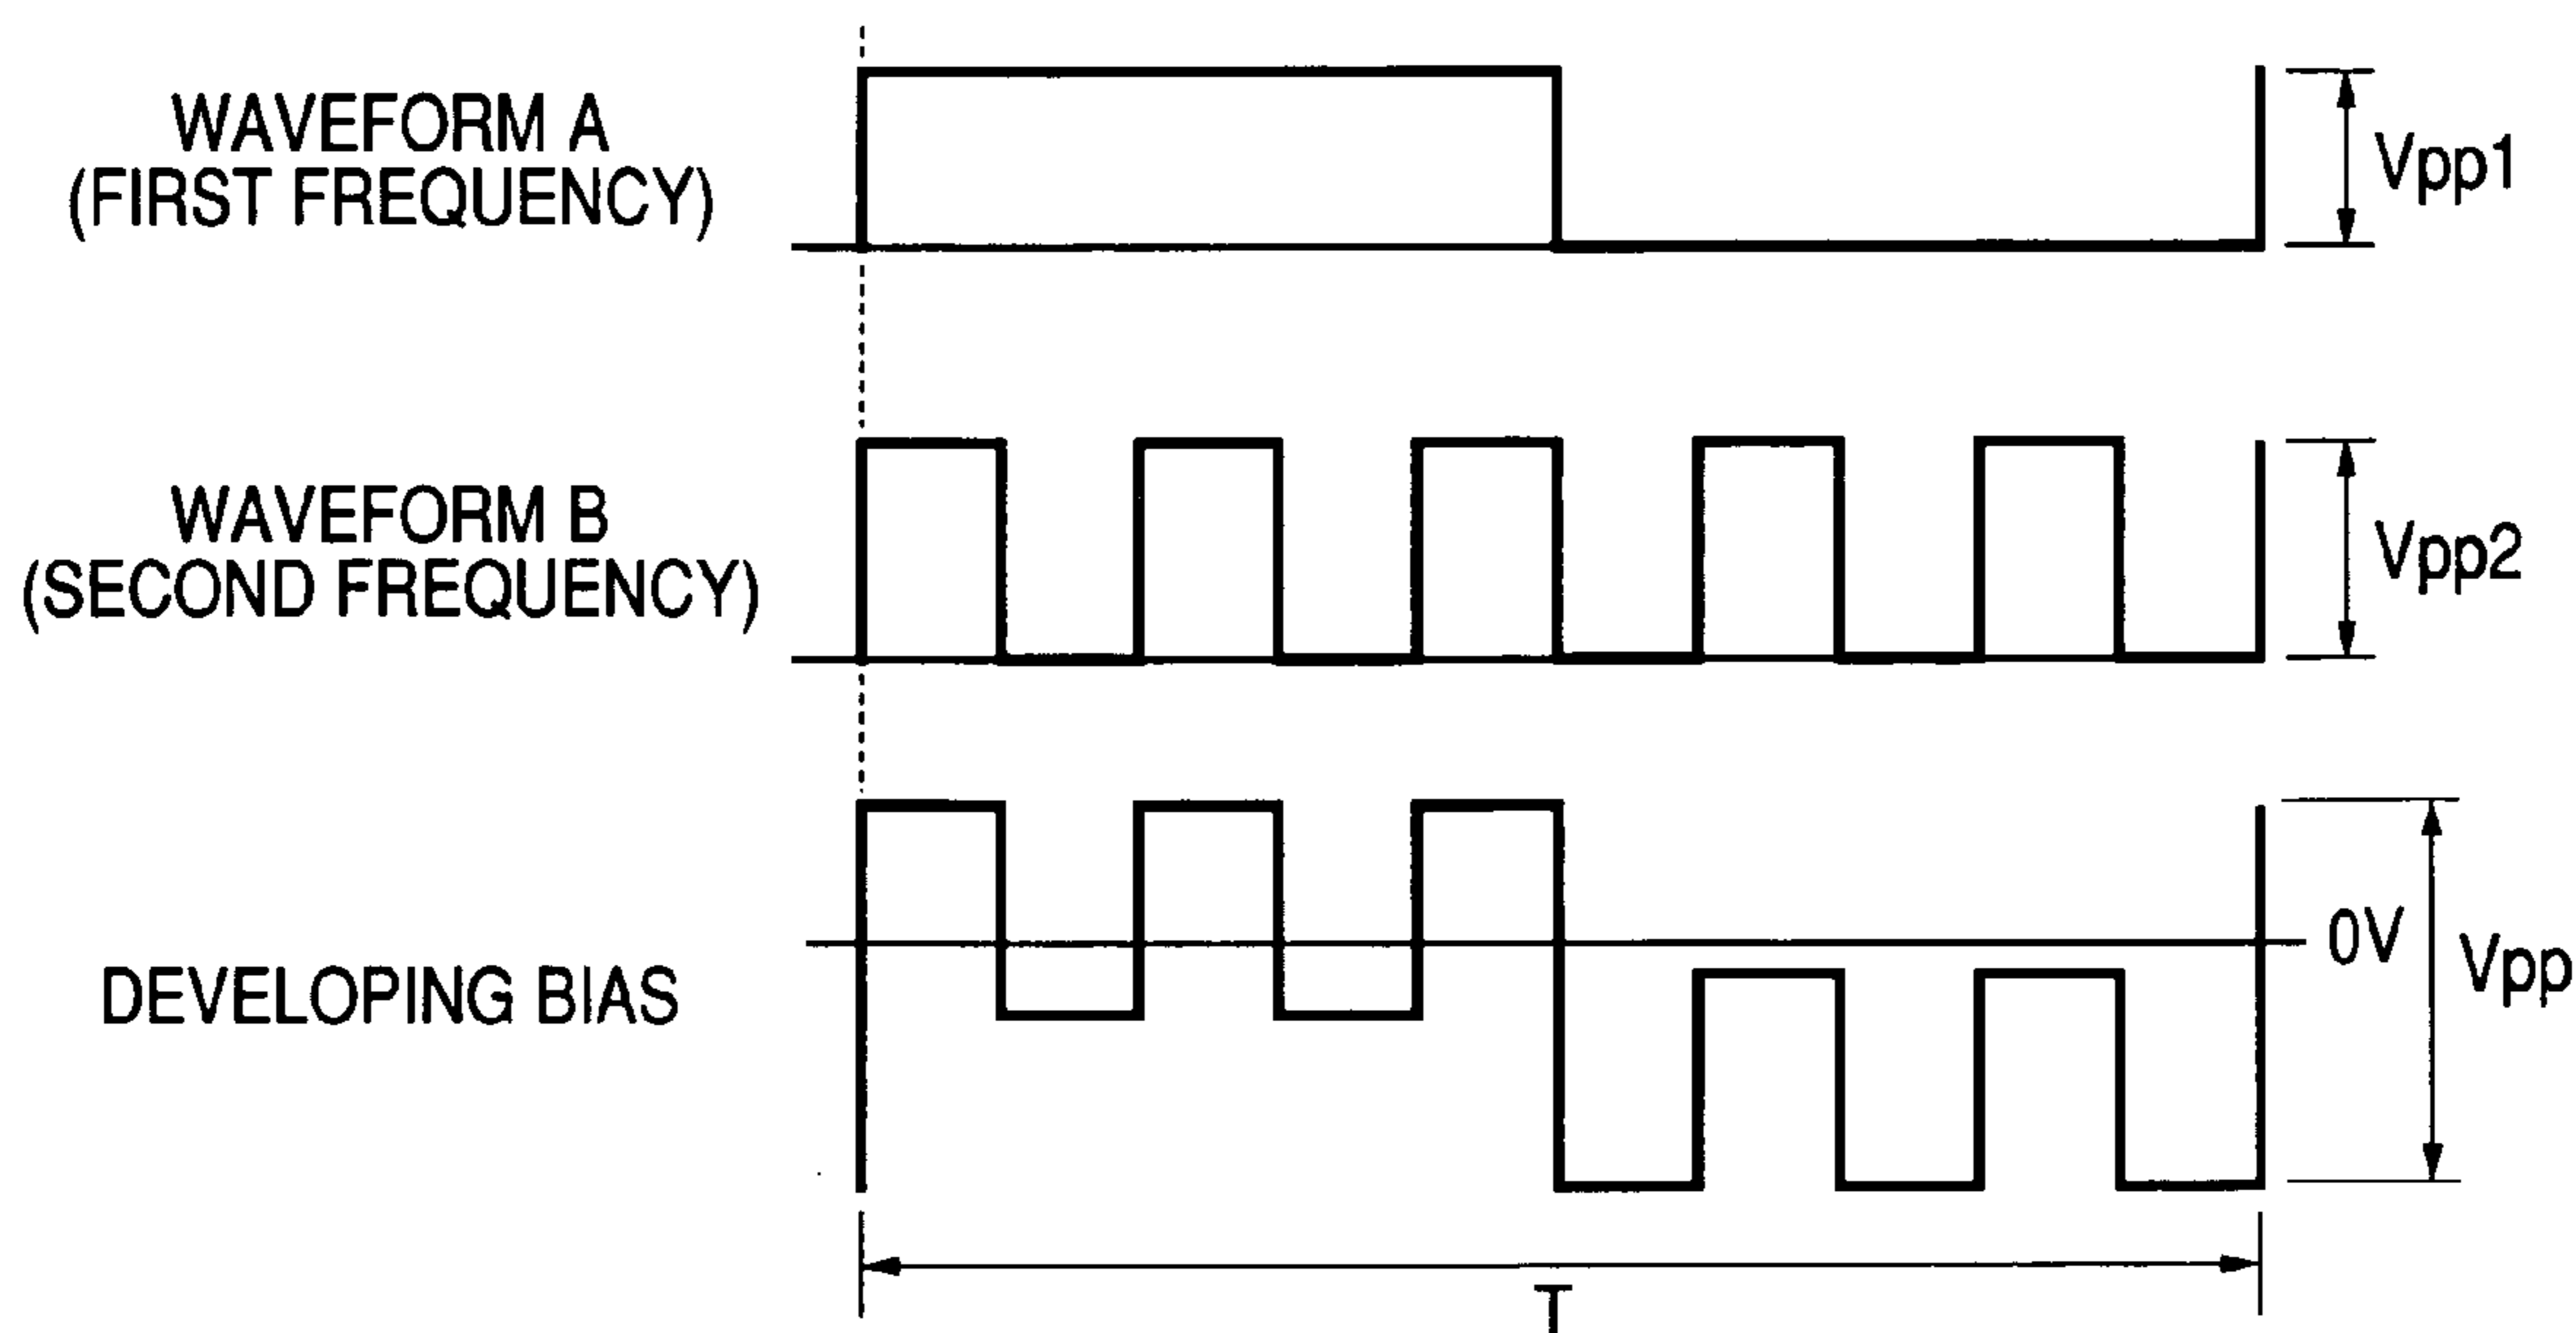 WAVEFORM A
(FIRST FREQUENCY)
Vpp1
WAVEFORM B
(SECOND FREQUENCY)
Vpp2
DEVELOPING BIAS
0V
Vpp
T